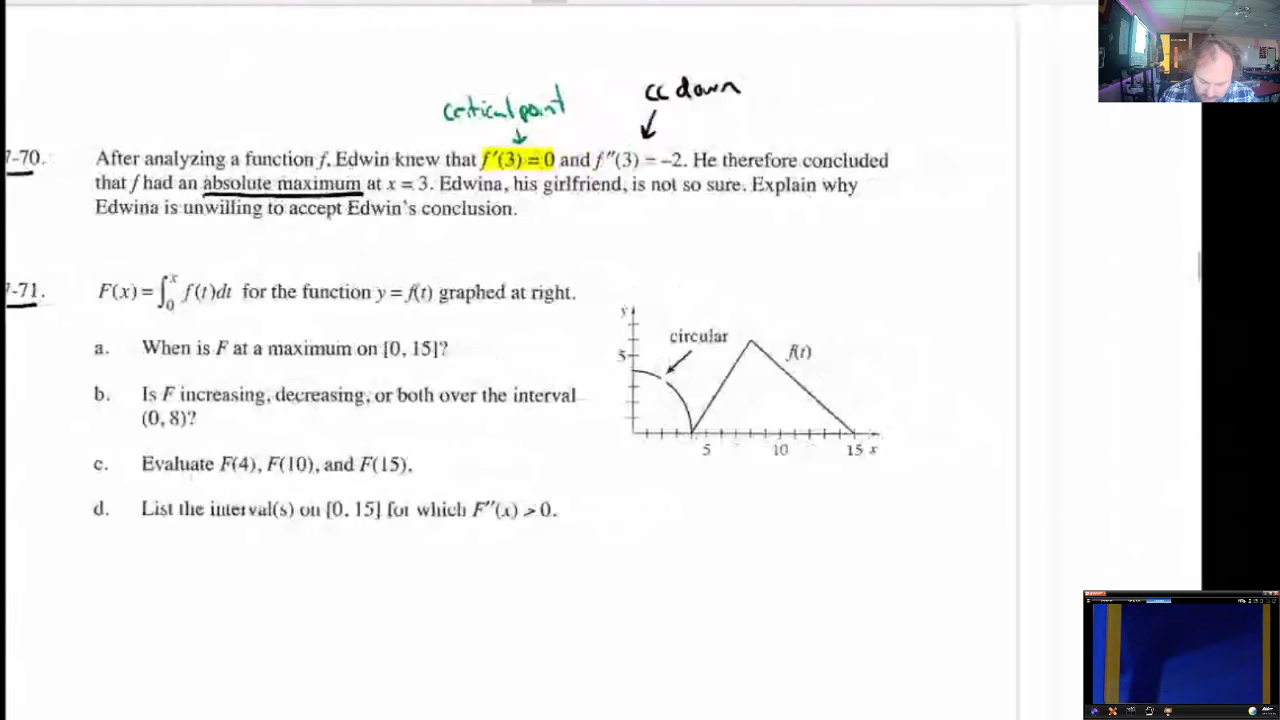 critical point
cc down
7-70. After analyzing a function f, Edwin knew that f′(3) = 0 and f″(3) = –2. He therefore concluded
that f had an absolute maximum at x = 3. Edwina, his girlfriend, is not so sure. Explain why
Edwina is unwilling to accept Edwin's conclusion.
7-71. F(x) = ∫₀ˣ f(t)dt for the function y = f(t) graphed at right.
a. When is F at a maximum on [0, 15]?
b. Is F increasing, decreasing, or both over the interval
(0, 8)?
c. Evaluate F(4), F(10), and F(15).
d. List the interval(s) on [0, 15] for which F″(x) > 0.
y
circular
5
f(t)
5 10 15 x